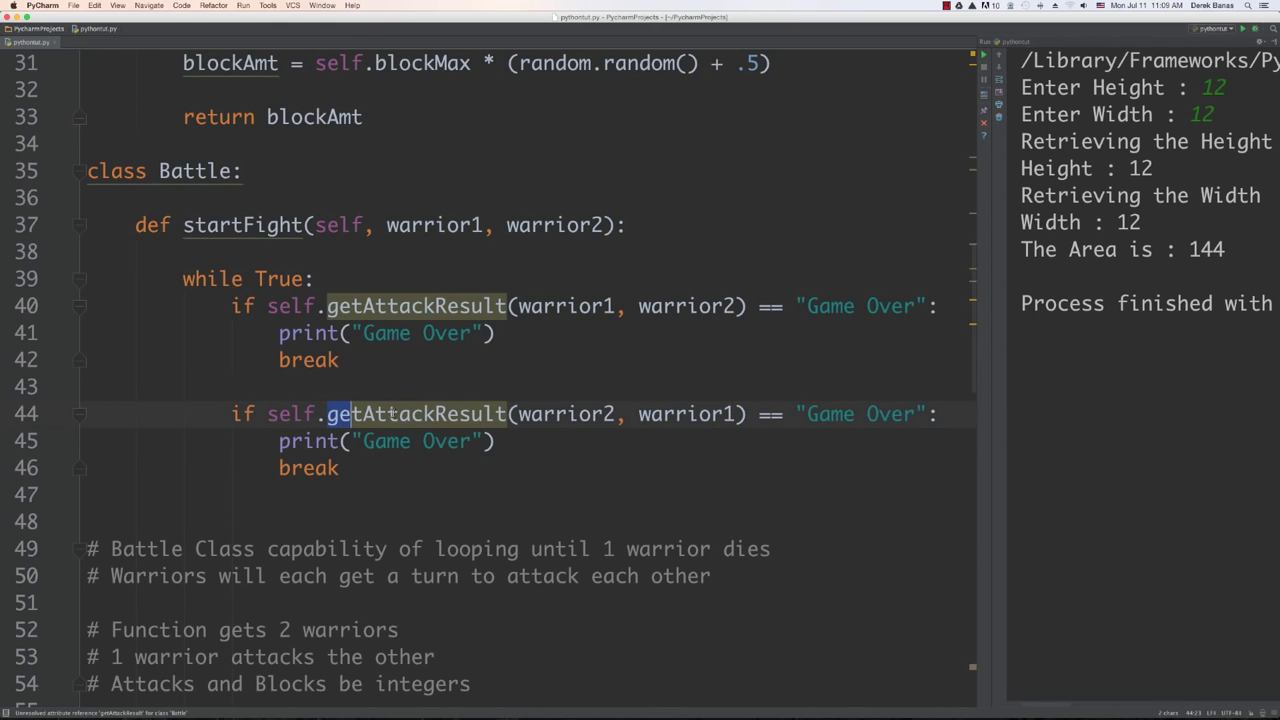 PyCharm File Edit View Navigate Code Refactor Run Tools VCS Window Help
10 Mon Jul 11 11:09 AM Derek Banas
pythontut.py - PycharmProjects - [~/PycharmProjects]
PycharmProjects pythontut.py pythontut
pythontut.py Run: pythontut
31 blockAmt = self.blockMax * (random.random() + .5)
32
33 return blockAmt
34
35 class Battle:
36
37 def startFight(self, warrior1, warrior2):
38
39 while True:
40 if self.getAttackResult(warrior1, warrior2) == "Game Over":
41 print("Game Over")
42 break
43
44 if self.getAttackResult(warrior2, warrior1) == "Game Over":
45 print("Game Over")
46 break
47
48
49 # Battle Class capability of looping until 1 warrior dies
50 # Warriors will each get a turn to attack each other
51
52 # Function gets 2 warriors
53 # 1 warrior attacks the other
54 # Attacks and Blocks be integers
/Library/Frameworks/Py
Enter Height : 12
Enter Width : 12
Retrieving the Height
Height : 12
Retrieving the Width
Width : 12
The Area is : 144
Process finished with
Unresolved attribute reference 'getAttackResult' for class 'Battle'
2 chars 44:23 LF÷ UTF-8÷